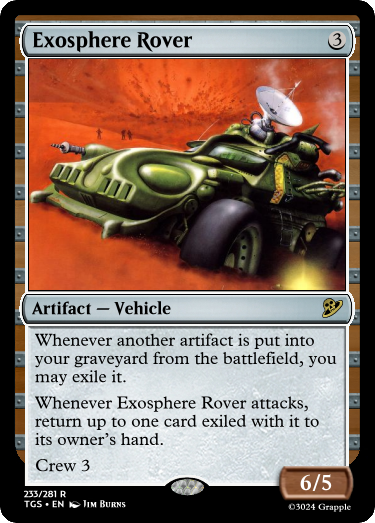 Exosphere Rover 3
Artifact — Vehicle
Whenever another artifact is put into
your graveyard from the battlefield, you
may exile it.
Whenever Exosphere Rover attacks,
return up to one card exiled with it to
its owner's hand.
Crew 3
6/5
233/281 R
TGS • EN Jim Burns
©3024 Grapple